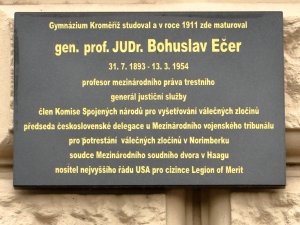 Gymnázium Kroměříž studoval a v roce 1911 zde maturoval
gen. prof. JUDr. Bohuslav Ečer
31. 7. 1893 - 13. 3. 1954
profesor mezinárodního práva trestního
generál justiční služby
člen Komise Spojených národů pro vyšetřování válečných zločinů
předseda československé delegace u Mezinárodního vojenského tribunálu
pro potrestání válečných zločinů v Norimberku
soudce Mezinárodního soudního dvora v Haagu
nositel nejvyššího řádu USA pro cizince Legion of Merit